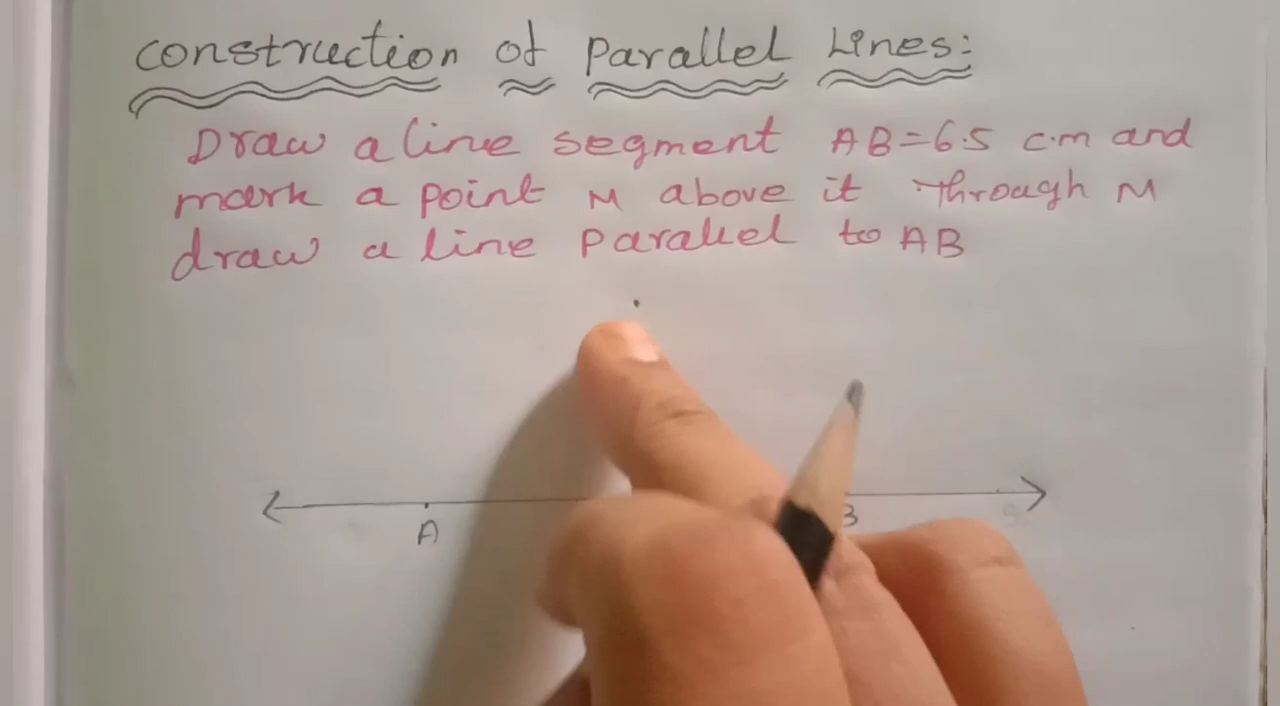 Construction of Parallel Lines:
Draw a line segment AB=6.5 c.m and
mark a point M above it Through M
draw a line Parallel to AB
A B